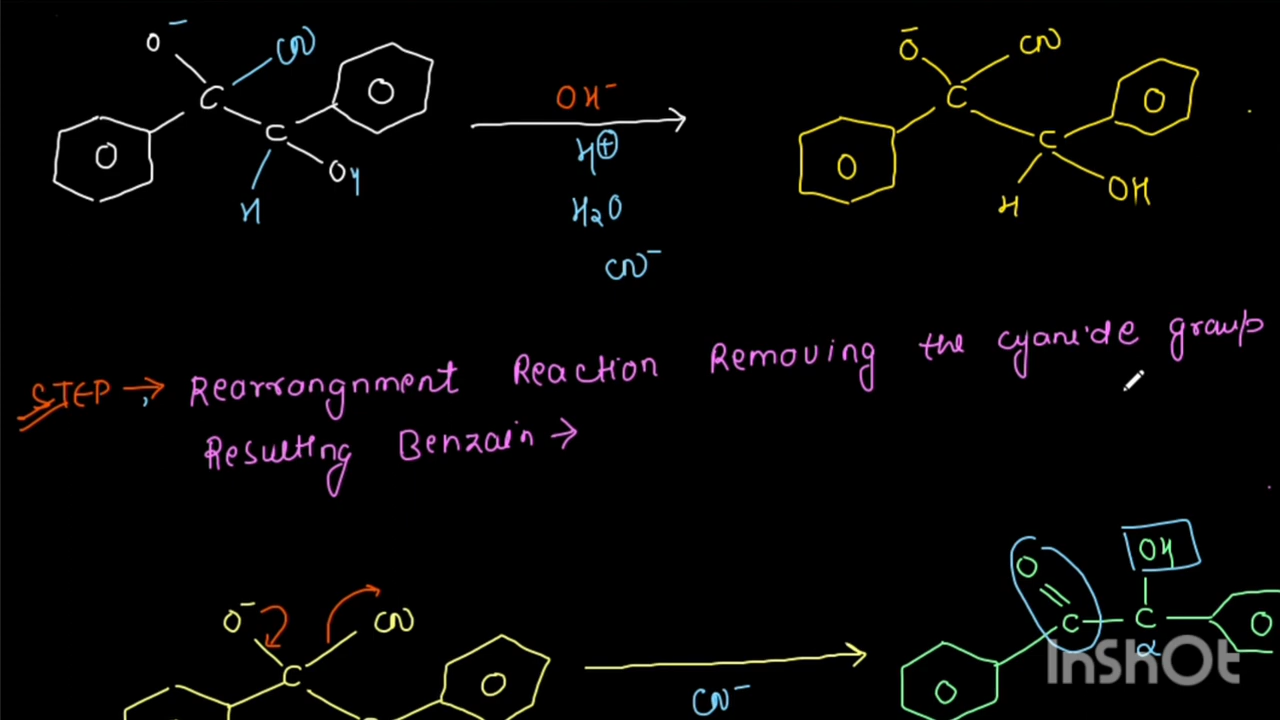 O⁻ CN
C
C
OH
H
OH⁻
H⊕
H₂O
CN⁻
O⁻ CN
C
C
OH
H
STEP → Rearrangnment Reaction Removing the cyanide group
Resulting Benzain →
O⁻ CN
C
CN⁻
OH
O
C C
α
InShOt